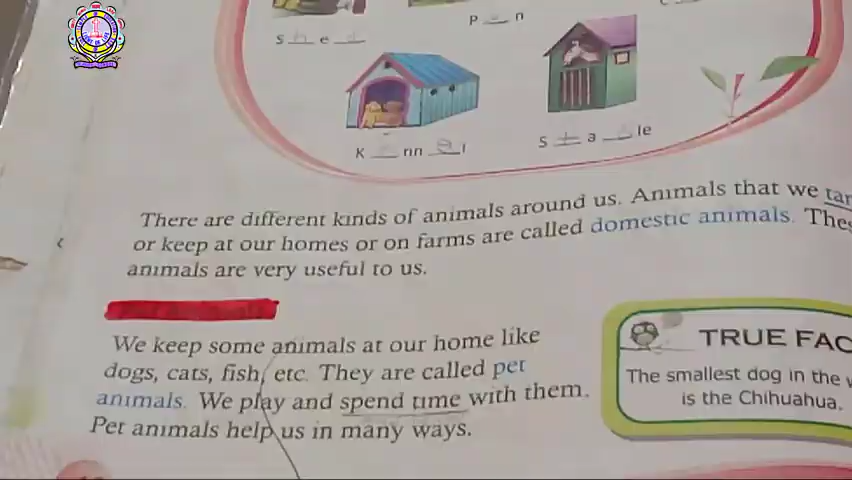 S h e d
P e n
K e nn e l
S t a b le
There are different kinds of animals around us. Animals that we
or keep at our homes or on farms are called domestic animals.
animals are very useful to us.
We keep some animals at our home like
dogs, cats, fish, etc. They are called pet
animals. We play and spend time with them.
Pet animals help us in many ways.
TRUE
The smallest dog in the
is the Chihuahua.